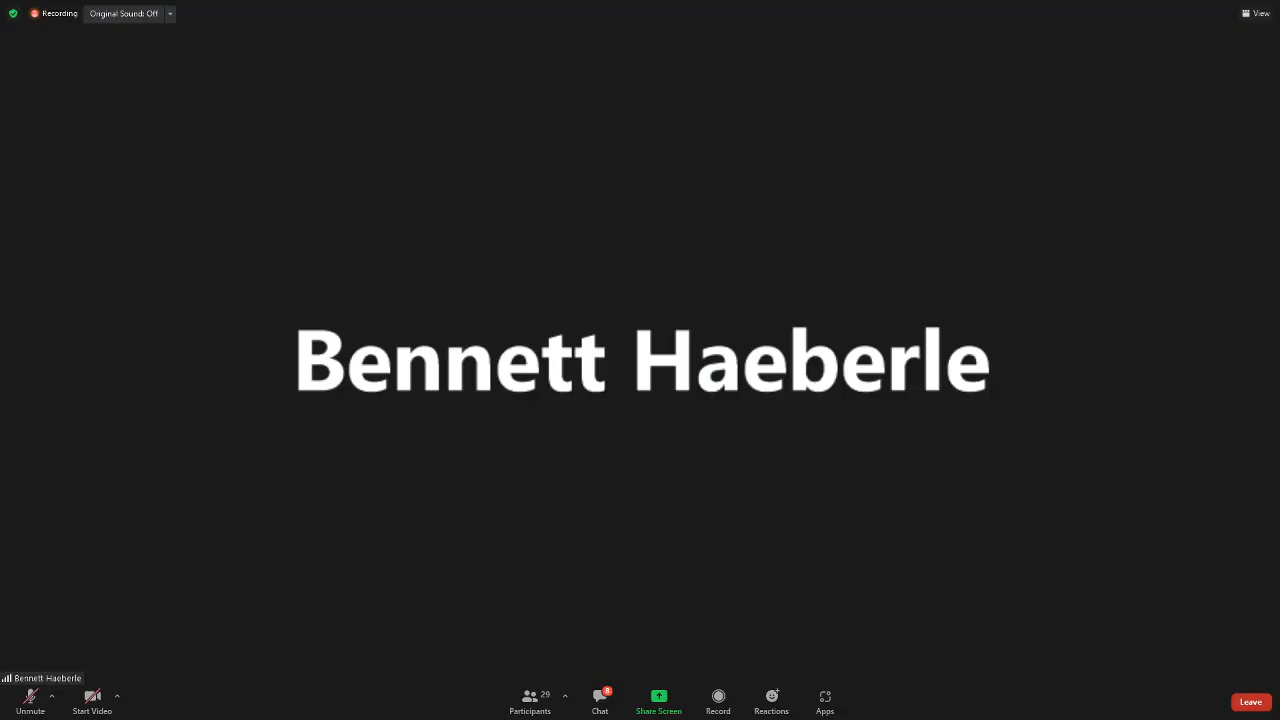 Recording
Original Sound: Off
View
Bennett Haeberle
Bennett Haeberle
Unmute
Start Video
29
Participants
8
Chat
Share Screen
Record
Reactions
Apps
Leave